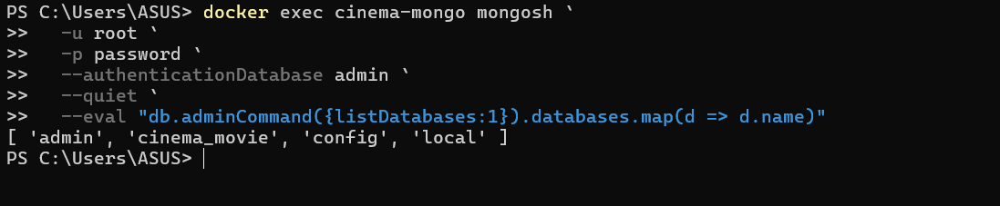 PS C:\Users\ASUS> docker exec cinema-mongo mongosh `
>>   -u root `
>>   -p password `
>>   --authenticationDatabase admin `
>>   --quiet `
>>   --eval "db.adminCommand({listDatabases:1}).databases.map(d => d.name)"
[ 'admin', 'cinema_movie', 'config', 'local' ]
PS C:\Users\ASUS>